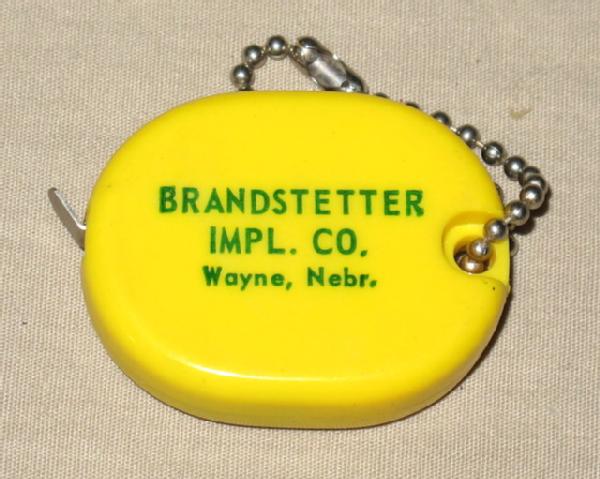 BRANDSTETTER
IMPL. CO.
Wayne, Nebr.